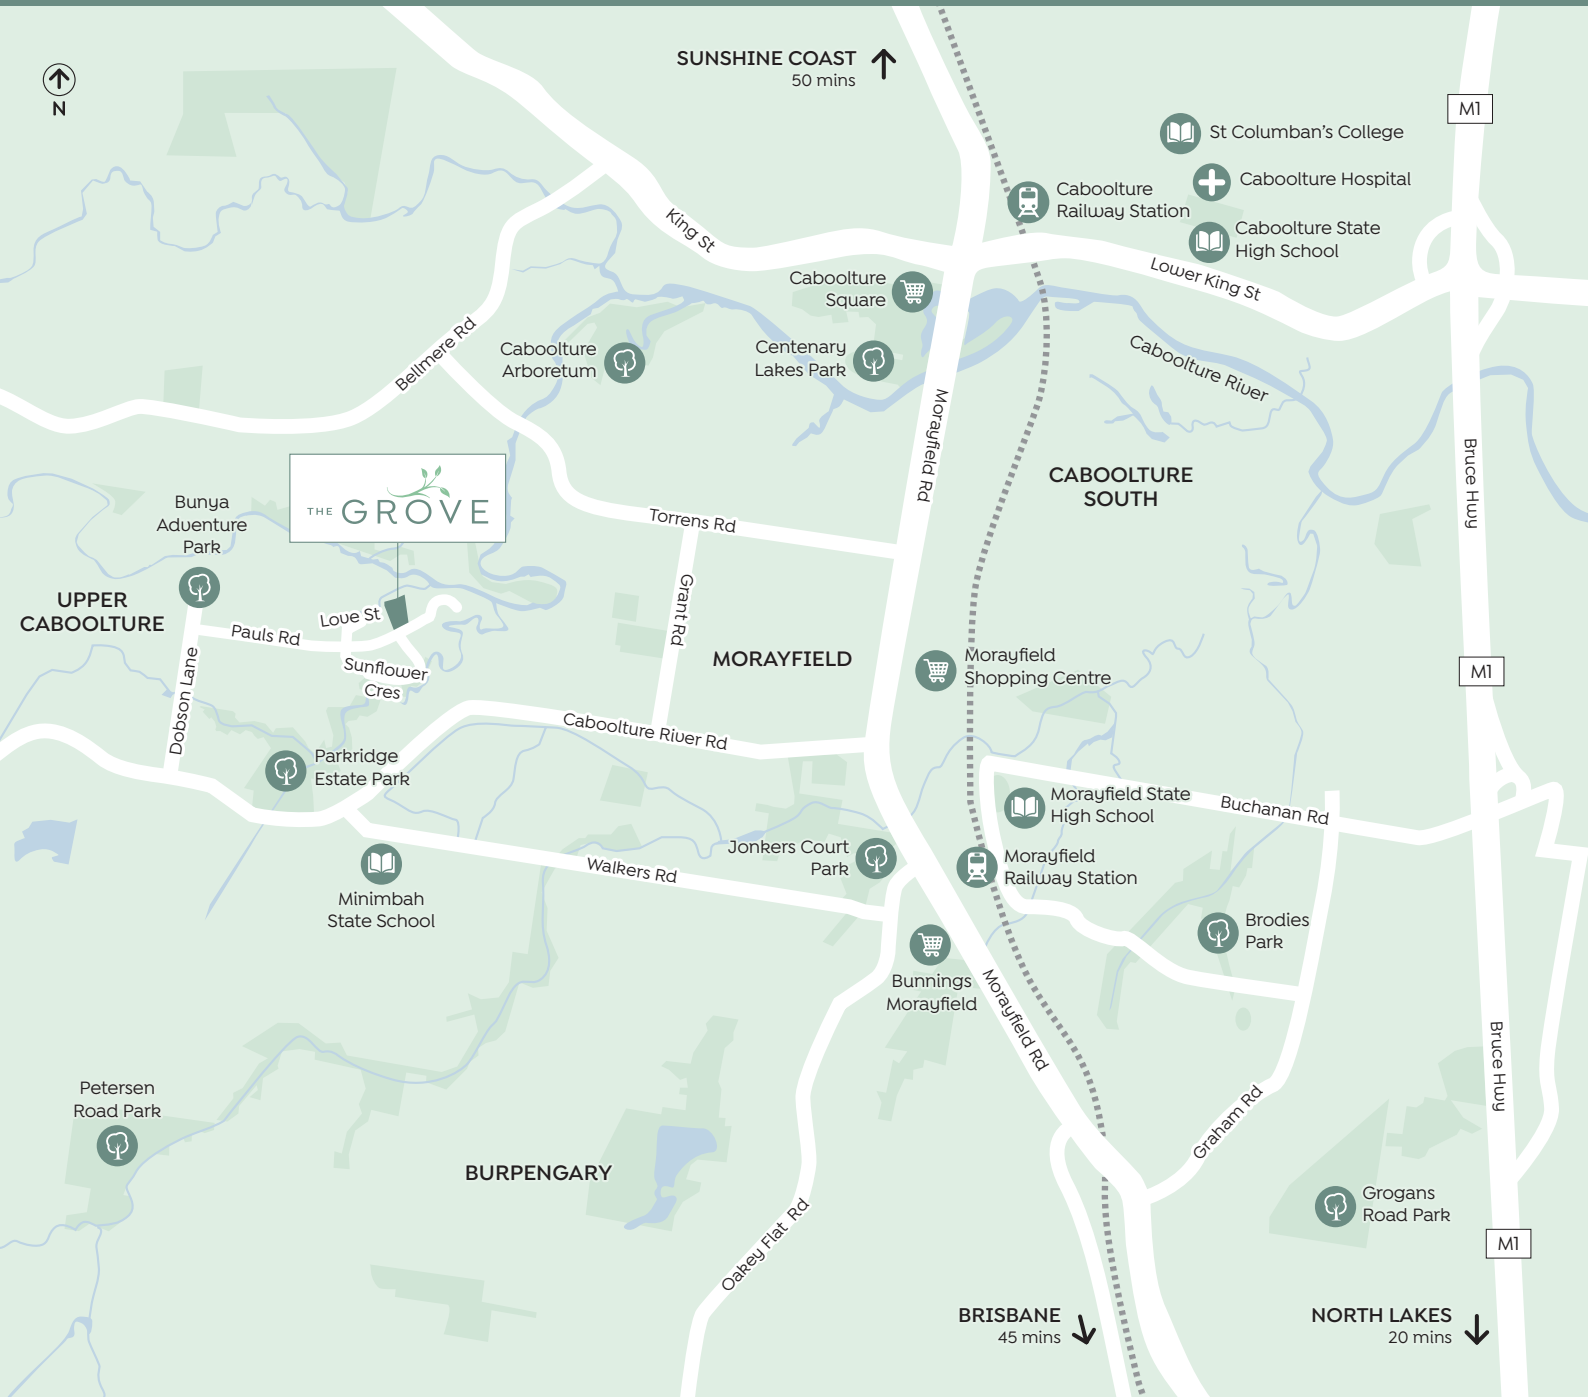 SUNSHINE COAST
50 mins
N
M1
St Columban's College
Caboolture Hospital
Caboolture
Railway Station
Caboolture State
High School
King St
Lower King St
Caboolture
Square
Bellmere Rd
Caboolture
Arboretum
Centenary
Lakes Park
Caboolture River
Morayfield Rd
Bruce Hwy
CABOOLTURE
SOUTH
THE GROVE
Bunya
Adventure
Park
Torrens Rd
UPPER
CABOOLTURE
Love St
Pauls Rd
Grant Rd
Sunflower
Cres
Dobson Lane
MORAYFIELD
Morayfield
Shopping Centre
M1
Caboolture River Rd
Parkridge
Estate Park
Morayfield State
High School
Buchanan Rd
Jonkers Court
Park
Morayfield
Railway Station
Walkers Rd
Minimbah
State School
Brodies
Park
Bunnings
Morayfield
Morayfield Rd
Bruce Hwy
Petersen
Road Park
Graham Rd
BURPENGARY
Grogans
Road Park
Oakey Flat Rd
M1
BRISBANE
45 mins
NORTH LAKES
20 mins